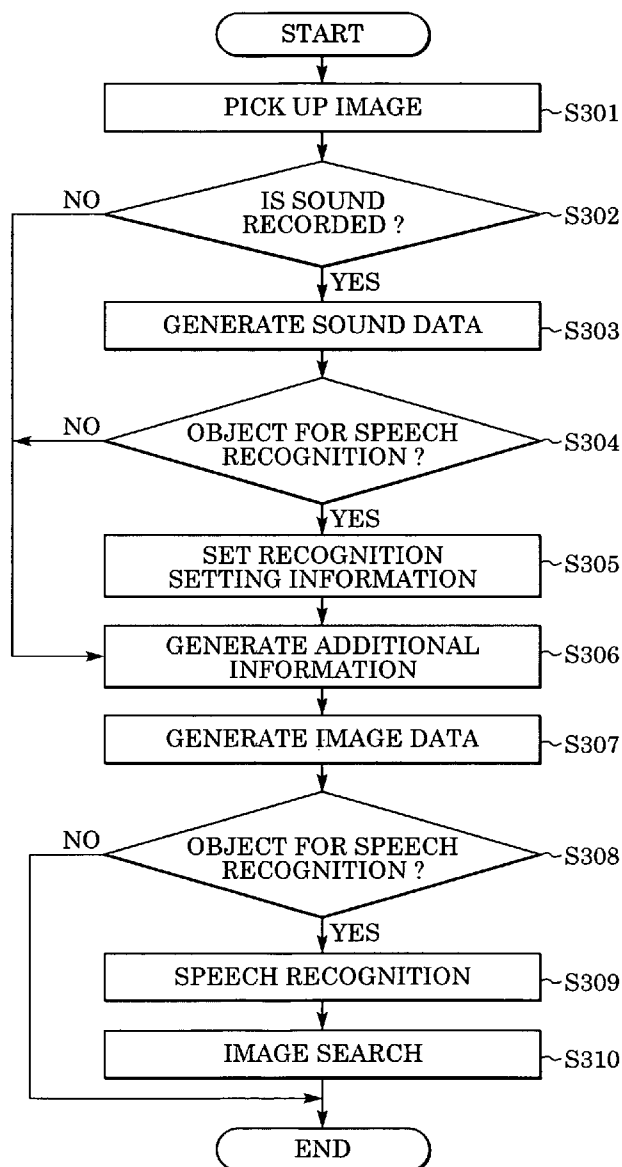 START
PICK UP IMAGE
S301
IS SOUND
RECORDED ?
S302
NO
YES
GENERATE SOUND DATA
S303
OBJECT FOR SPEECH
RECOGNITION ?
S304
NO
YES
SET RECOGNITION
SETTING INFORMATION
S305
GENERATE ADDITIONAL
INFORMATION
S306
GENERATE IMAGE DATA
S307
OBJECT FOR SPEECH
RECOGNITION ?
S308
NO
YES
SPEECH RECOGNITION
S309
IMAGE SEARCH
S310
END